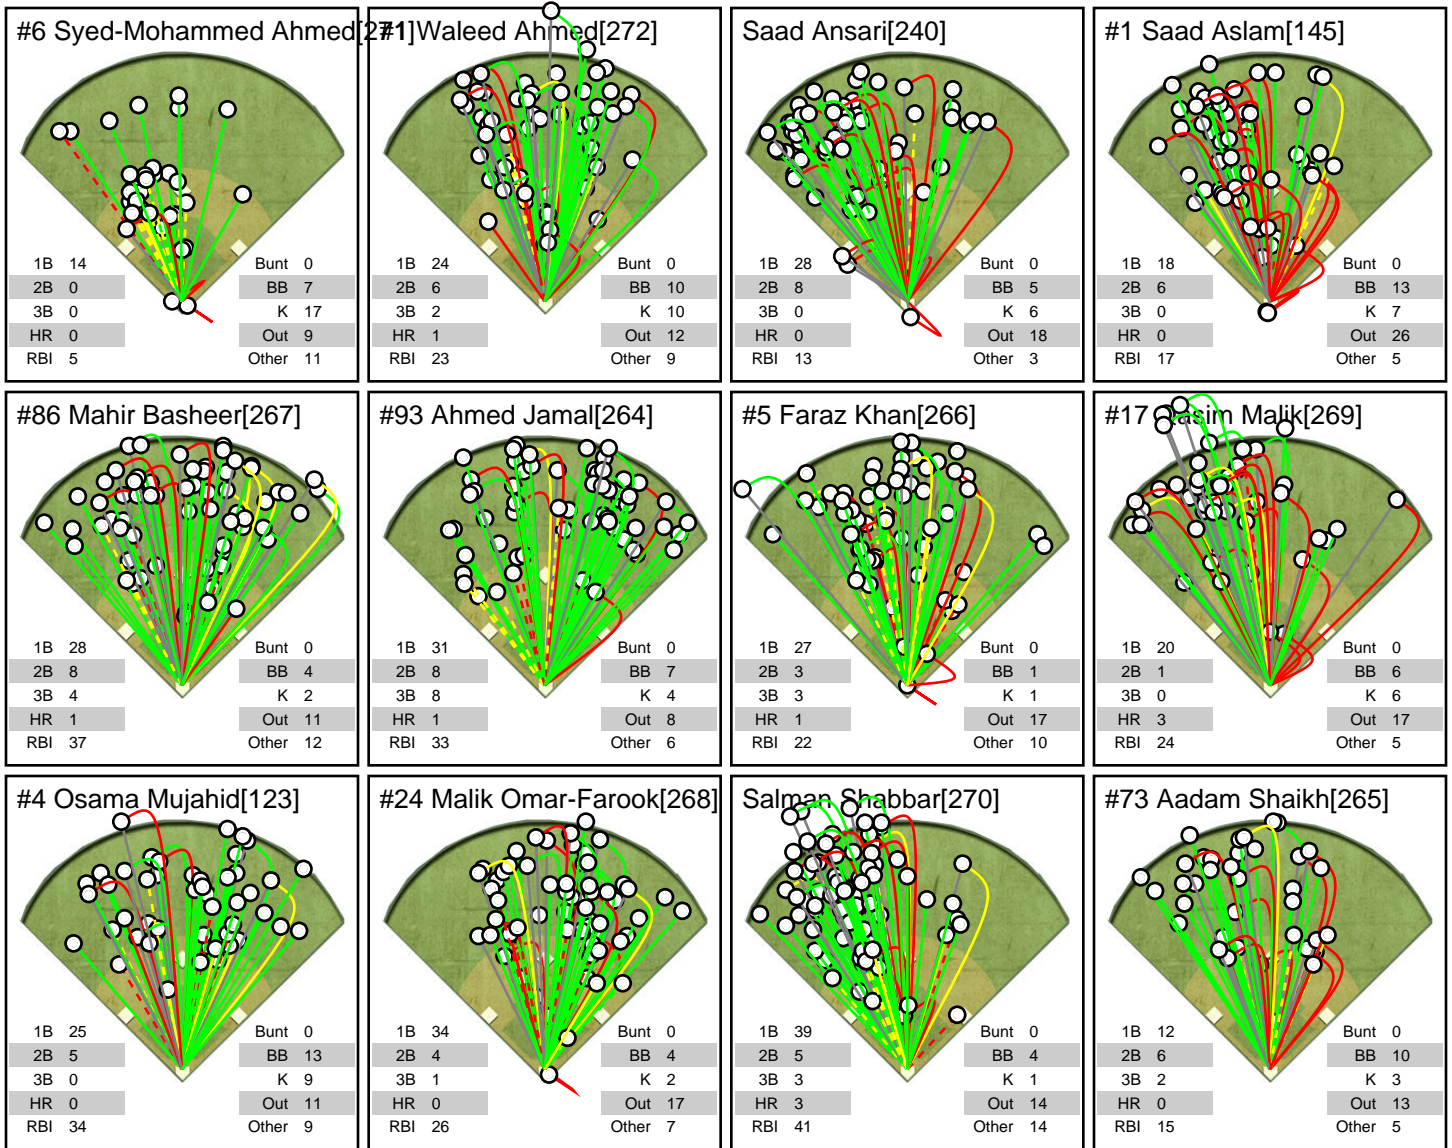 #6 Syed-Mohammed Ahmed[271]
1B 14 Bunt 0
2B 0 BB 7
3B 0 K 17
HR 0 Out 9
RBI 5 Other 11
#1 Waleed Ahmed[272]
1B 24 Bunt 0
2B 6 BB 10
3B 2 K 10
HR 1 Out 12
RBI 23 Other 9
Saad Ansari[240]
1B 28 Bunt 0
2B 8 BB 5
3B 0 K 6
HR 0 Out 18
RBI 13 Other 3
#1 Saad Aslam[145]
1B 18 Bunt 0
2B 6 BB 13
3B 0 K 7
HR 0 Out 26
RBI 17 Other 5
#86 Mahir Basheer[267]
1B 28 Bunt 0
2B 8 BB 4
3B 4 K 2
HR 1 Out 11
RBI 37 Other 12
#93 Ahmed Jamal[264]
1B 31 Bunt 0
2B 8 BB 7
3B 8 K 4
HR 1 Out 8
RBI 33 Other 6
#5 Faraz Khan[266]
1B 27 Bunt 0
2B 3 BB 1
3B 3 K 1
HR 1 Out 17
RBI 22 Other 10
#17 Malik[269]
1B 20 Bunt 0
2B 1 BB 6
3B 0 K 6
HR 3 Out 17
RBI 24 Other 5
#4 Osama Mujahid[123]
1B 25 Bunt 0
2B 5 BB 13
3B 0 K 9
HR 0 Out 11
RBI 34 Other 9
#24 Malik Omar-Farook[268]
1B 34 Bunt 0
2B 4 BB 4
3B 1 K 2
HR 0 Out 17
RBI 26 Other 7
Salman Shabbar[270]
1B 39 Bunt 0
2B 5 BB 4
3B 3 K 1
HR 3 Out 14
RBI 41 Other 14
#73 Aadam Shaikh[265]
1B 12 Bunt 0
2B 6 BB 10
3B 2 K 3
HR 0 Out 13
RBI 15 Other 5